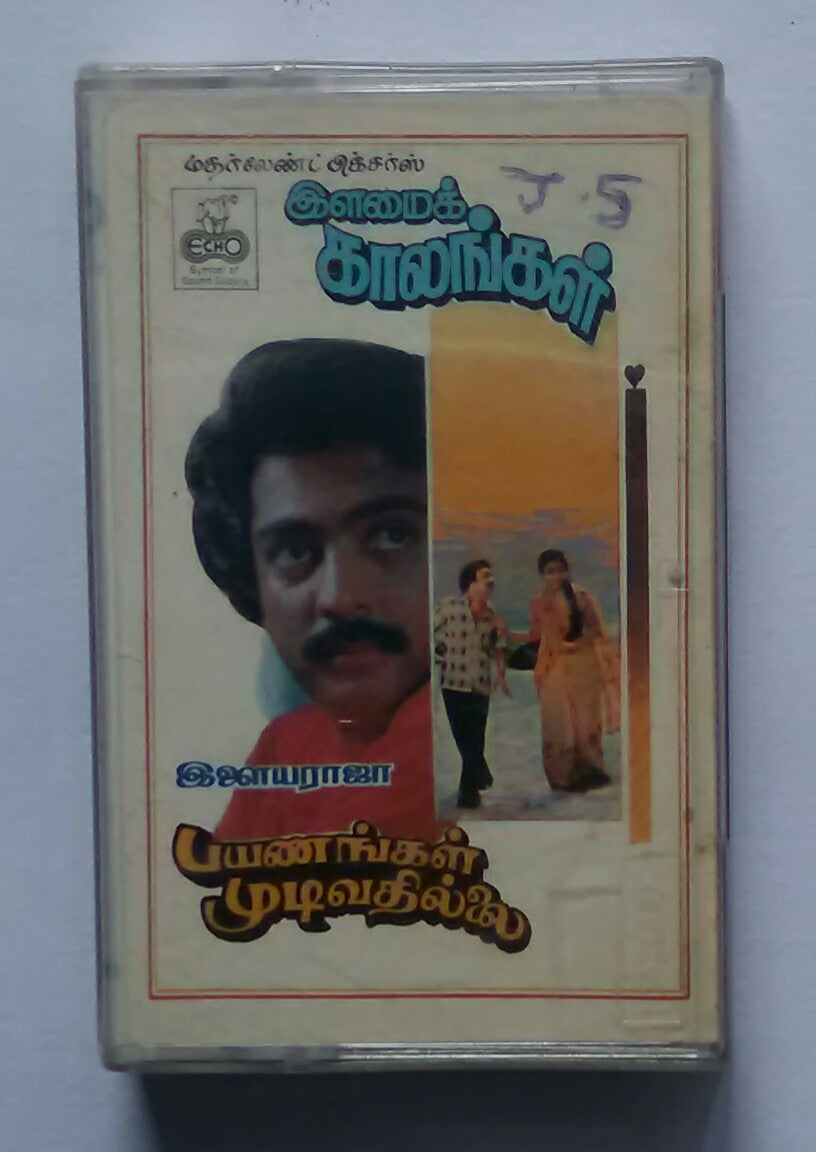 மதர்லேண்ட் பிக்சர்ஸ்
இளமைக்
காலங்கள்
J.5
ECHO
Symbol of
Sound Quality
இளையராஜா
பயணங்கள்
முடிவதில்லை